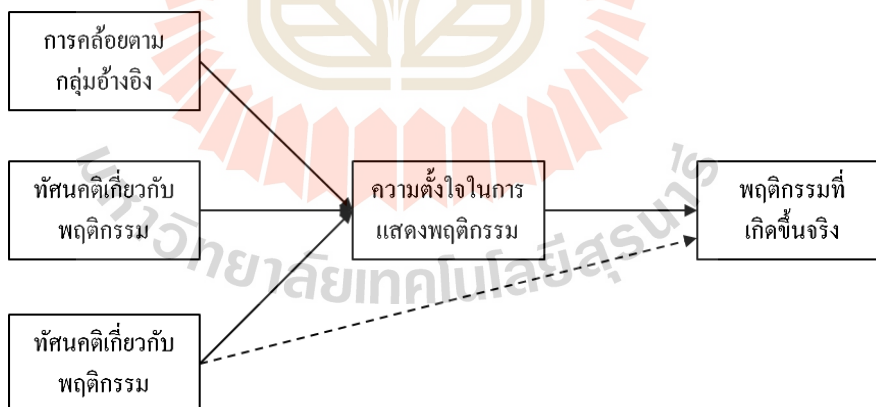 การคล้อยตาม
กลุ่มอ้างอิง
ทัศนคติเกี่ยวกับ
พฤติกรรม
ความตั้งใจในการ
แสดงพฤติกรรม
พฤติกรรมที่
เกิดขึ้นจริง
ทัศนคติเกี่ยวกับ
พฤติกรรม
มหาวิทยาลัยเทคโนโลยีสุรนารี